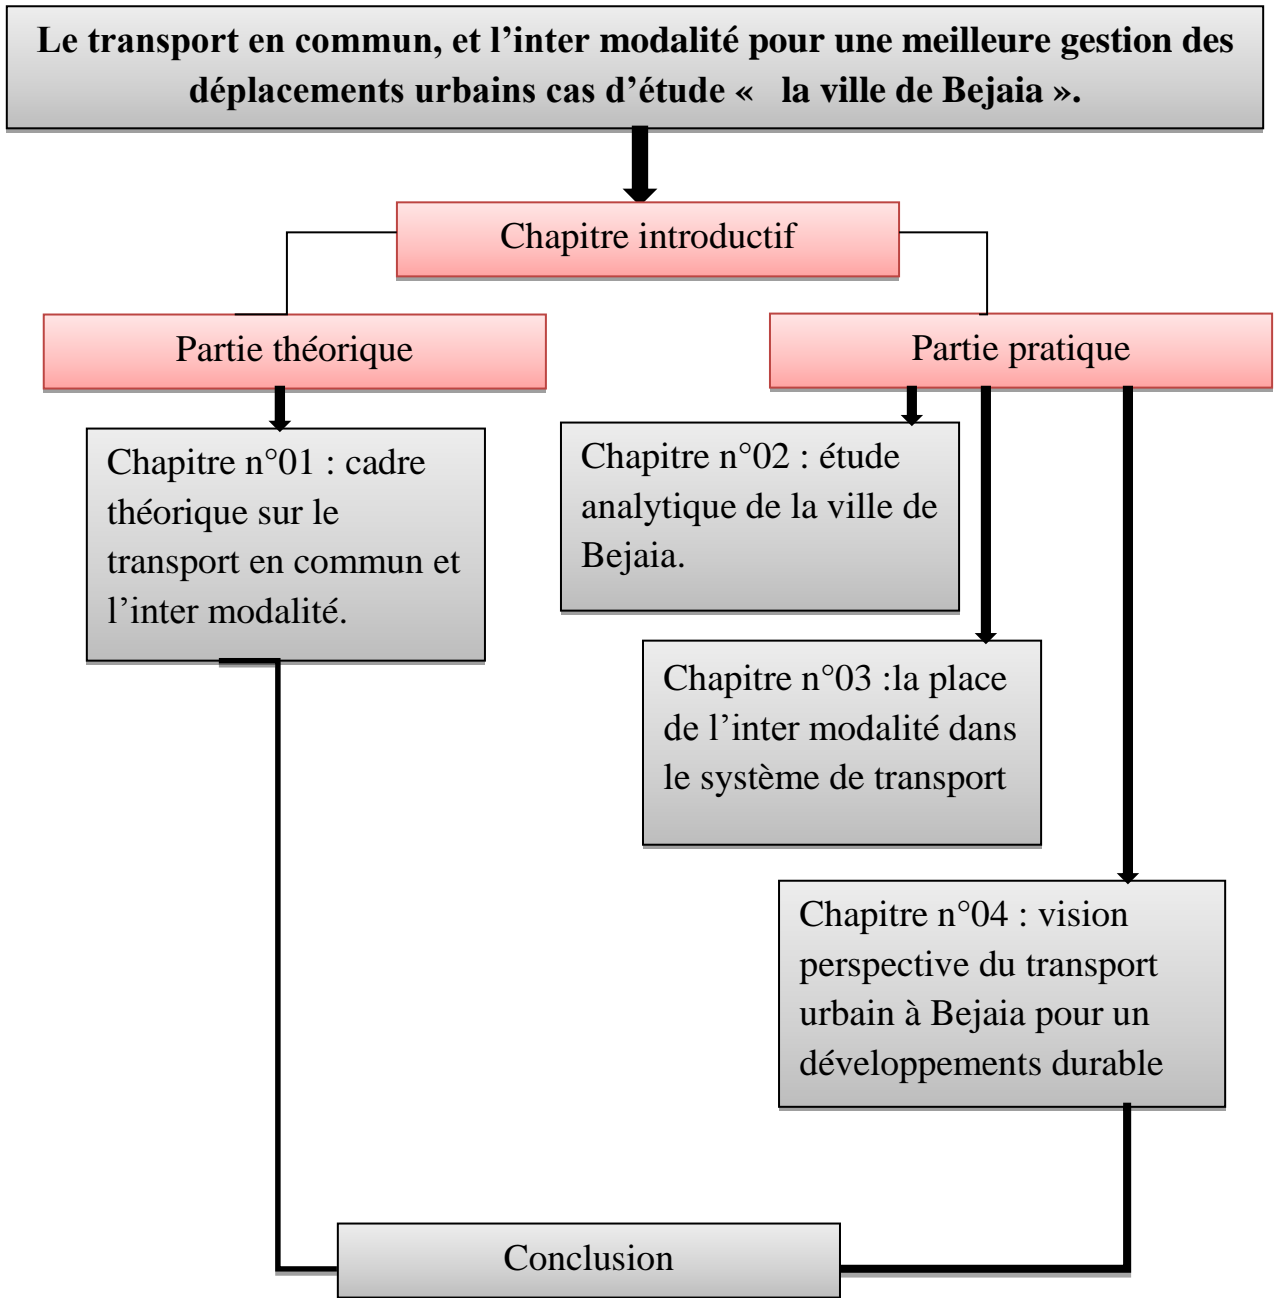 Le transport en commun, et l’inter modalité pour une meilleure gestion des
déplacements urbains cas d’étude «   la ville de Bejaia ».
Chapitre introductif
Partie théorique
Partie pratique
Chapitre n°01 : cadre
théorique sur le
transport en commun et
l’inter modalité.
Chapitre n°02 : étude
analytique de la ville de
Bejaia.
Chapitre n°03 :la place
de l’inter modalité dans
le système de transport
Chapitre n°04 : vision
perspective du transport
urbain à Bejaia pour un
développements durable
Conclusion